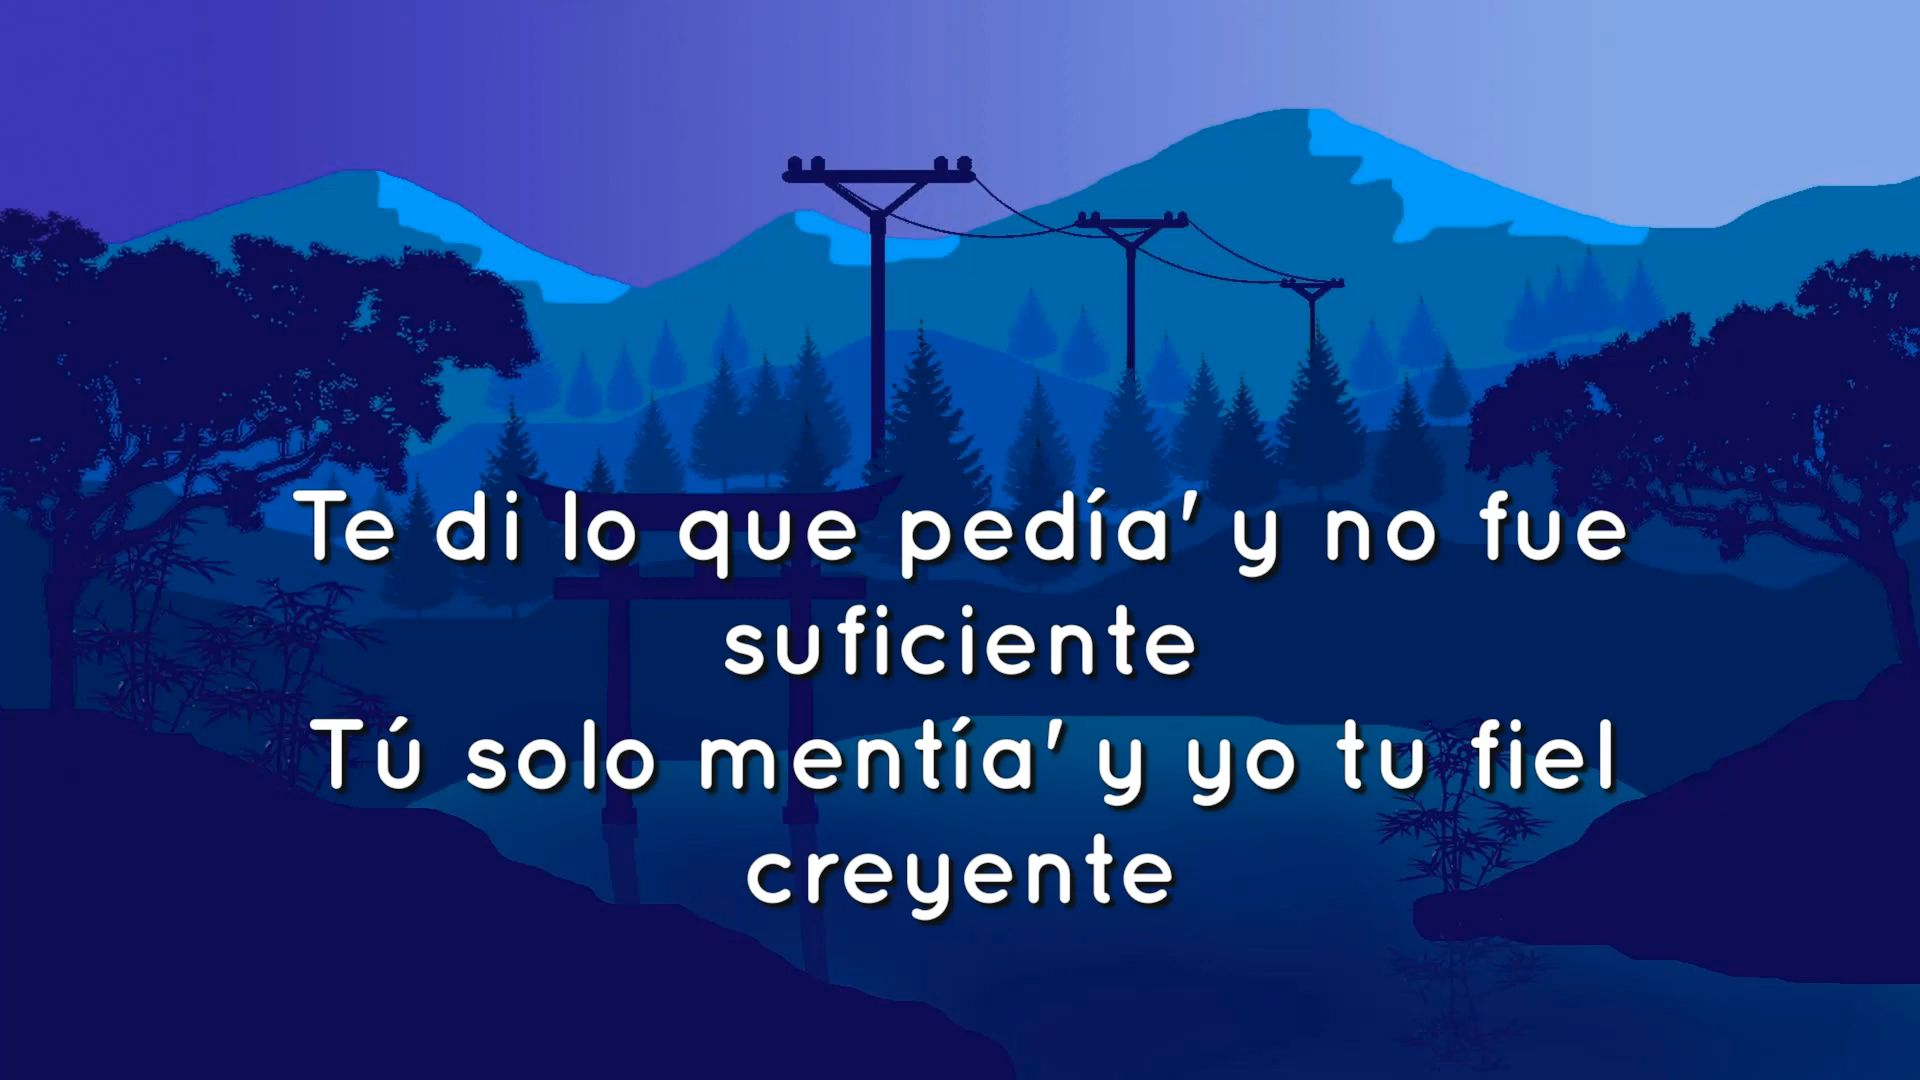 Te di lo que pedía' y no fue
suficiente
Tú solo mentía' y yo tu fiel
creyente